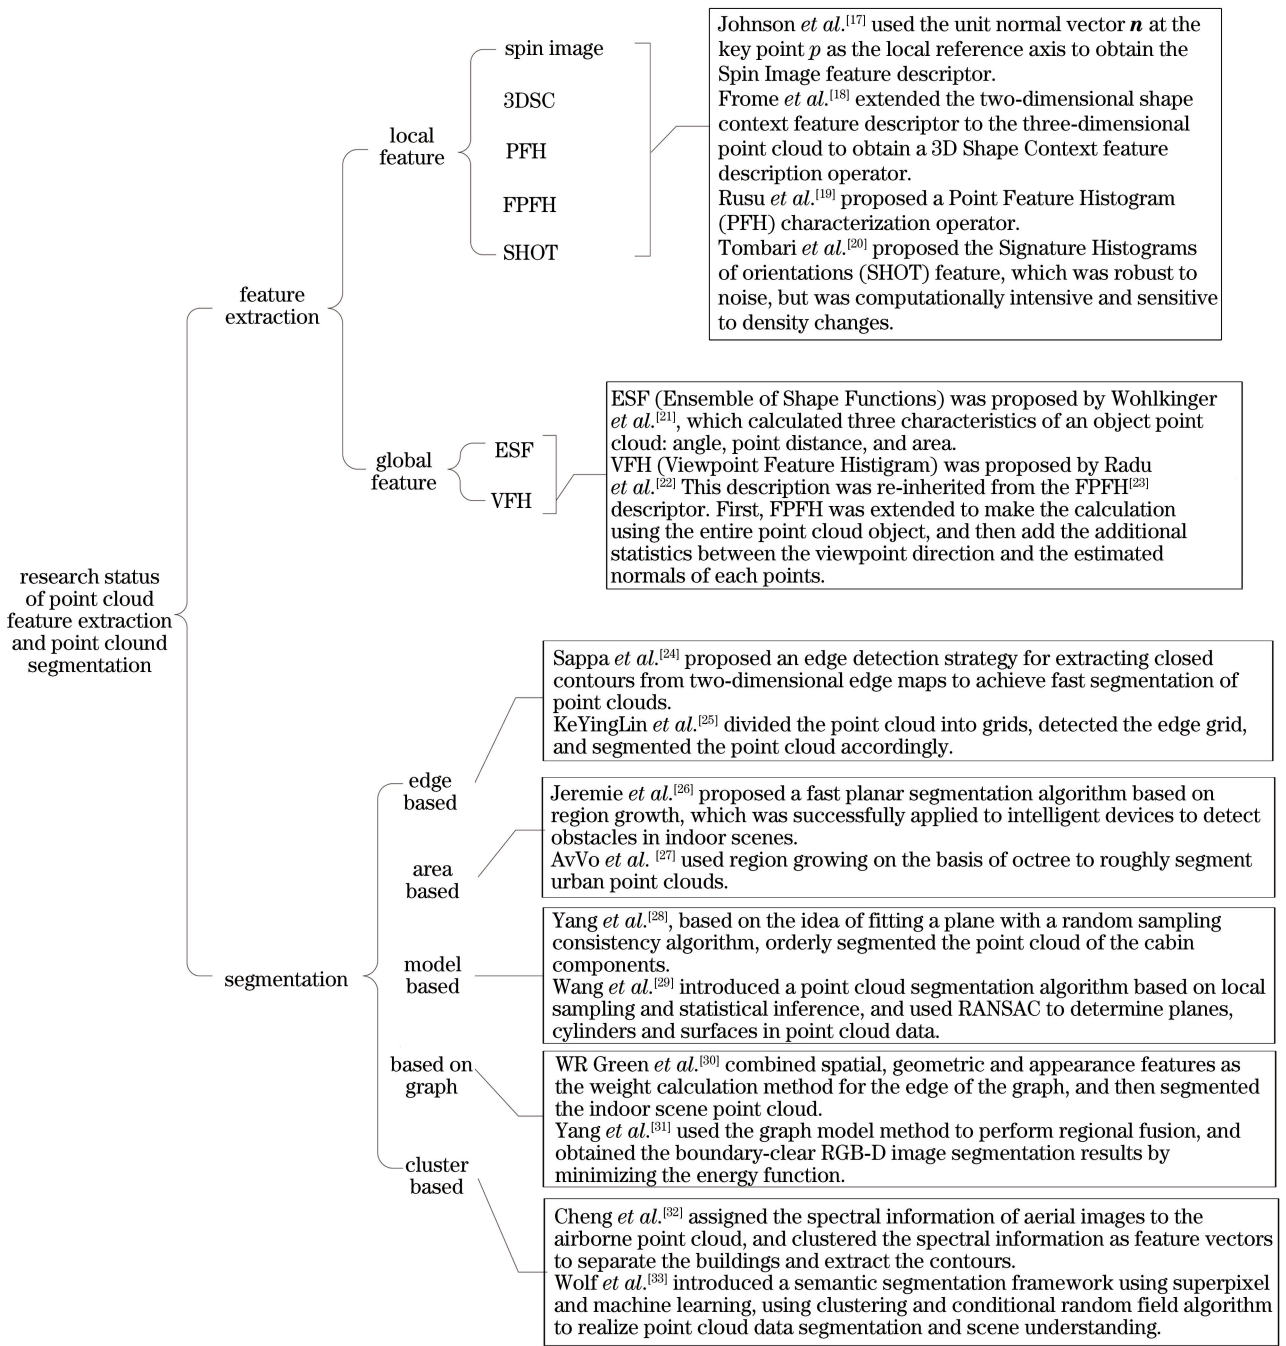 research status
of point cloud
feature extraction
and point clound
segmentation
feature
extraction
local
feature
spin image
3DSC
PFH
FPFH
SHOT
Johnson et al.[17] used the unit normal vector n at the
key point p as the local reference axis to obtain the
Spin Image feature descriptor.
Frome et al.[18] extended the two-dimensional shape
context feature descriptor to the three-dimensional
point cloud to obtain a 3D Shape Context feature
description operator.
Rusu et al.[19] proposed a Point Feature Histogram
(PFH) characterization operator.
Tombari et al.[20] proposed the Signature Histograms
of orientations (SHOT) feature, which was robust to
noise, but was computationally intensive and sensitive
to density changes.
global
feature
ESF
VFH
ESF (Ensemble of Shape Functions) was proposed by Wohlkinger
et al.[21], which calculated three characteristics of an object point
cloud: angle, point distance, and area.
VFH (Viewpoint Feature Histigram) was proposed by Radu
et al.[22] This description was re-inherited from the FPFH[23]
descriptor. First, FPFH was extended to make the calculation
using the entire point cloud object, and then add the additional
statistics between the viewpoint direction and the estimated
normals of each points.
segmentation
edge
based
Sappa et al.[24] proposed an edge detection strategy for extracting closed
contours from two-dimensional edge maps to achieve fast segmentation of
point clouds.
KeYingLin et al.[25] divided the point cloud into grids, detected the edge grid,
and segmented the point cloud accordingly.
area
based
Jeremie et al.[26] proposed a fast planar segmentation algorithm based on
region growth, which was successfully applied to intelligent devices to detect
obstacles in indoor scenes.
AvVo et al. [27] used region growing on the basis of octree to roughly segment
urban point clouds.
model
based
Yang et al.[28], based on the idea of fitting a plane with a random sampling
consistency algorithm, orderly segmented the point cloud of the cabin
components.
Wang et al.[29] introduced a point cloud segmentation algorithm based on local
sampling and statistical inference, and used RANSAC to determine planes,
cylinders and surfaces in point cloud data.
based on
graph
WR Green et al.[30] combined spatial, geometric and appearance features as
the weight calculation method for the edge of the graph, and then segmented
the indoor scene point cloud.
Yang et al.[31] used the graph model method to perform regional fusion, and
obtained the boundary-clear RGB-D image segmentation results by
minimizing the energy function.
cluster
based
Cheng et al.[32] assigned the spectral information of aerial images to the
airborne point cloud, and clustered the spectral information as feature vectors
to separate the buildings and extract the contours.
Wolf et al.[33] introduced a semantic segmentation framework using superpixel
and machine learning, using clustering and conditional random field algorithm
to realize point cloud data segmentation and scene understanding.